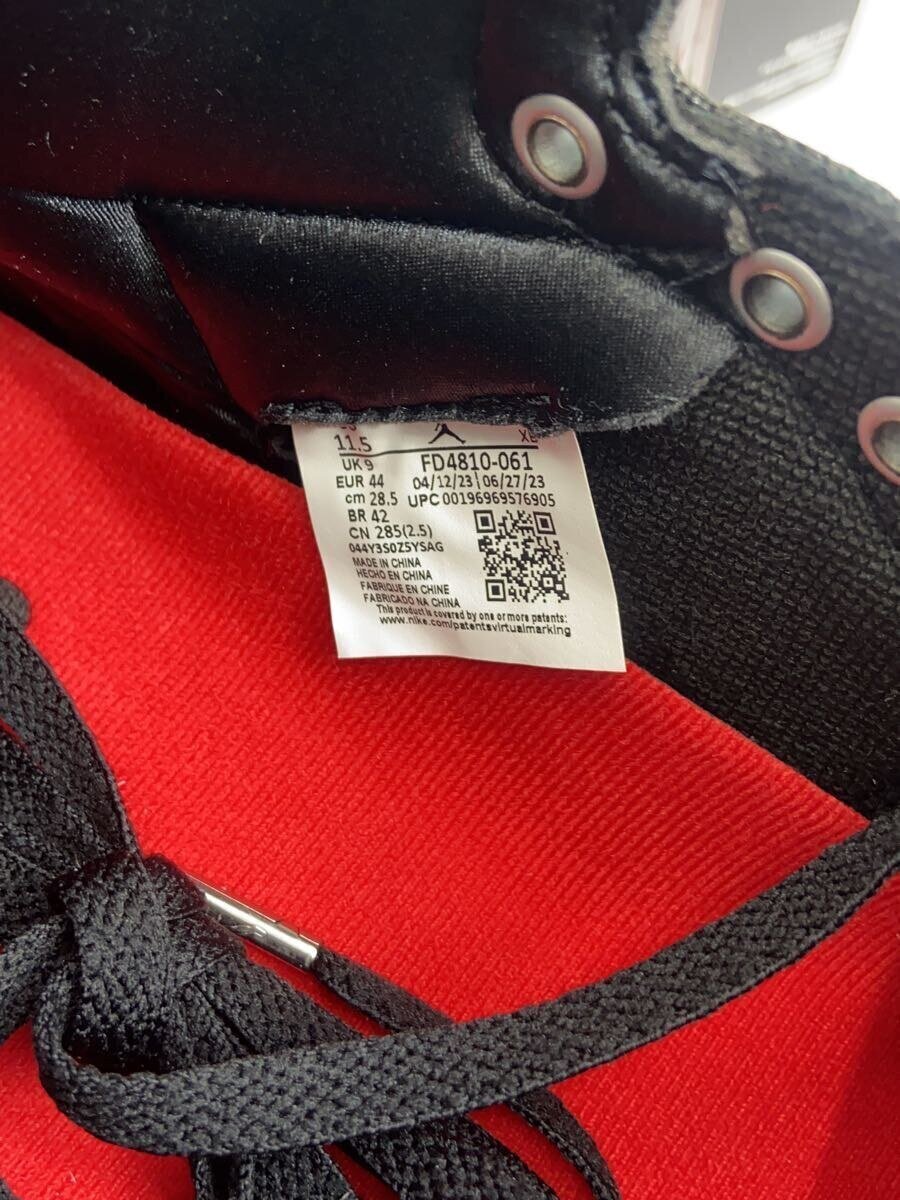 11.5
UK 9 FD4810-061
EUR 44 04/12/23 06/27/23
cm 28.5 UPC 00196969576905
BR 42
CN 285(2.5)
044Y3S0Z5YSAG
MADE IN CHINA
HECHO EN CHINA
FABRIQUE EN CHINE
FABRICADO NA CHINA
This product is covered by one or more patents:
www.nike.com/patentsvirtualmarking